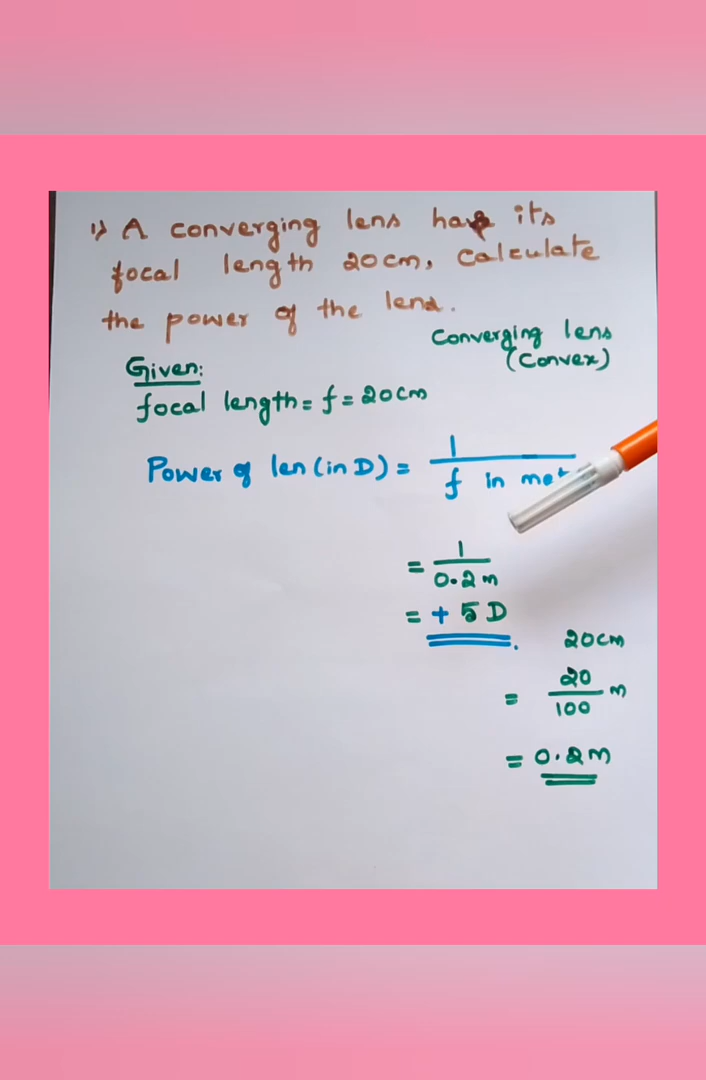 1) A converging lens has its
focal length 20cm, calculate
the power of the lens.
Converging lens
(Convex)
Given:
focal length = f = 20cm
Power of len (in D) = 1
f in met
= 1
0.2m
= + 5 D
20cm
= 20 m
100
= 0.2m